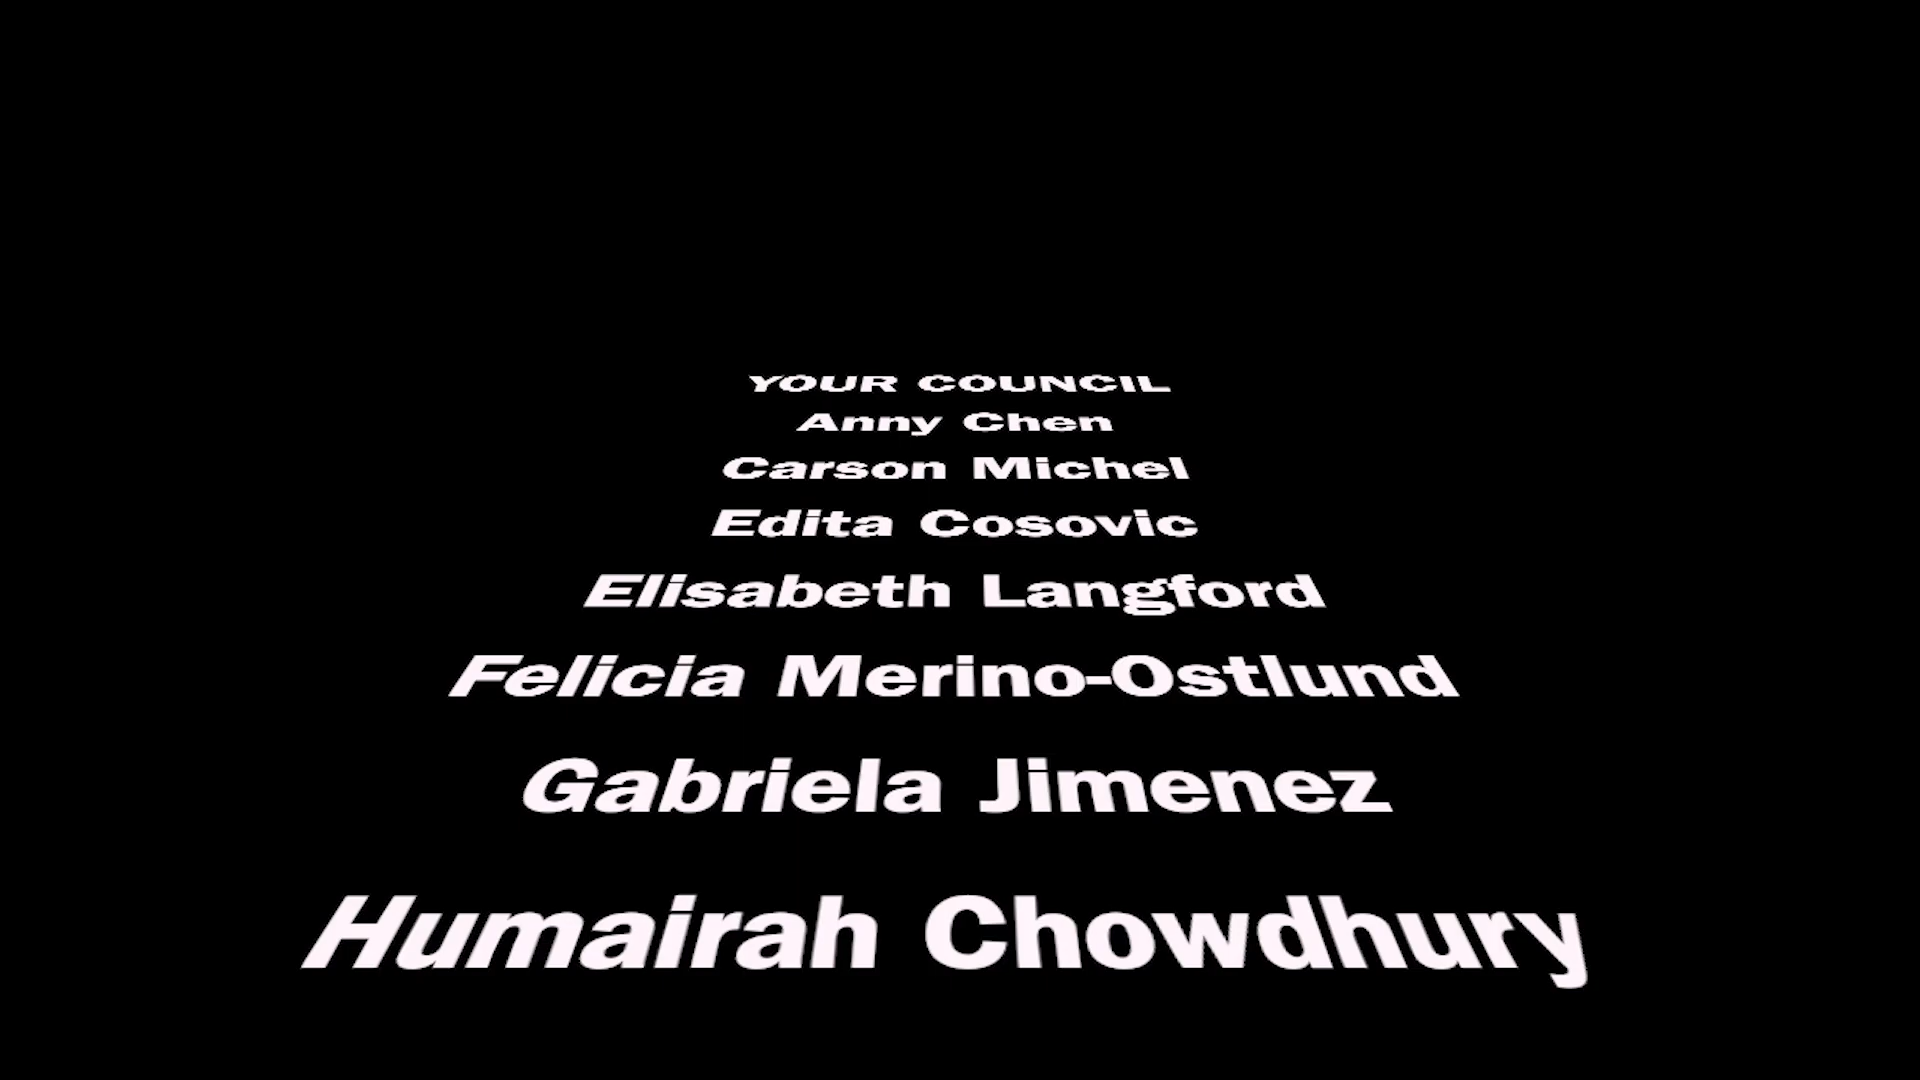 YOUR COUNCIL
Anny Chen
Carson Michel
Edita Cosovic
Elisabeth Langford
Felicia Merino-Ostlund
Gabriela Jimenez
Humairah Chowdhury